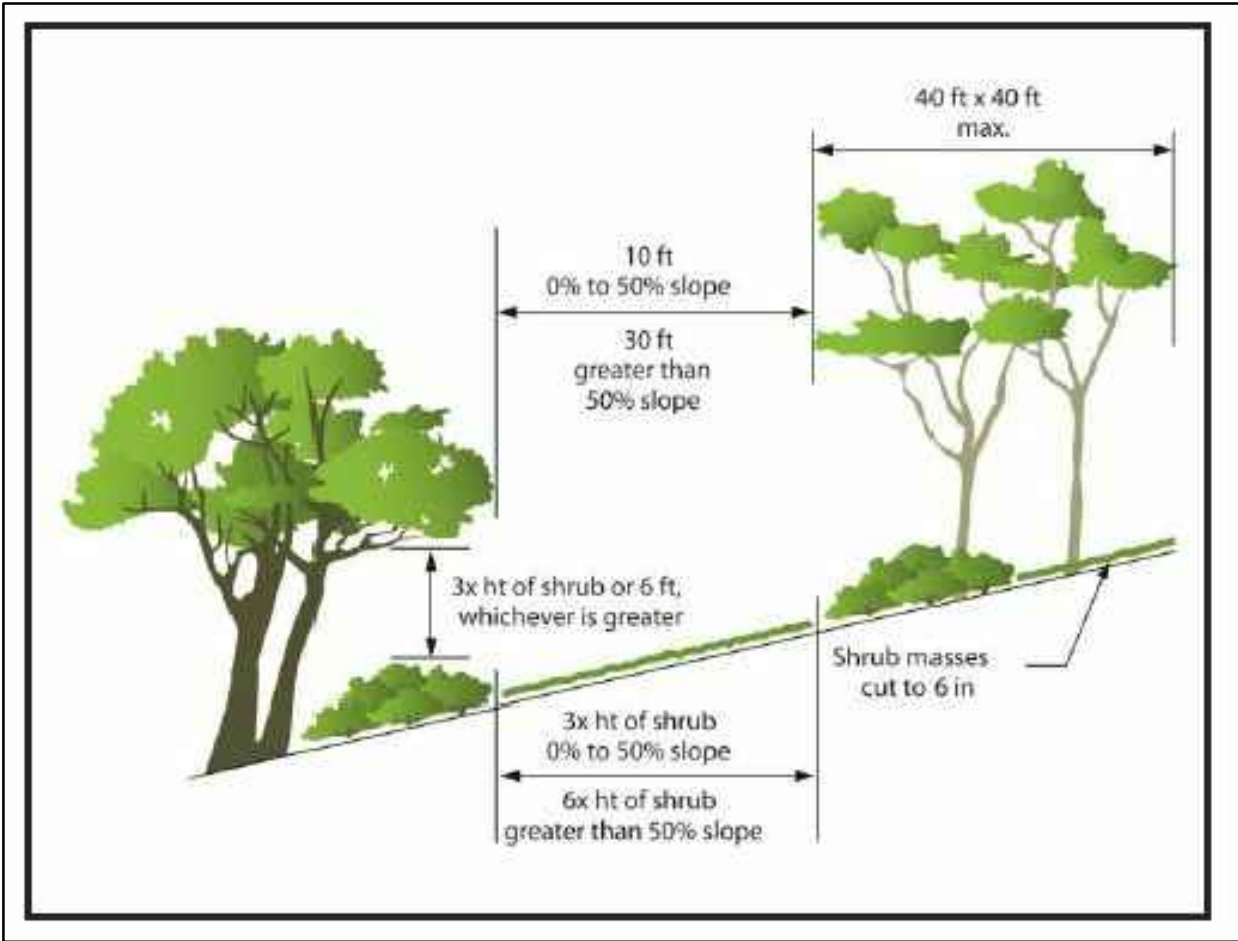 40 ft x 40 ft
max.
10 ft
0% to 50% slope
30 ft
greater than
50% slope
3x ht of shrub or 6 ft,
whichever is greater
Shrub masses
cut to 6 in
3x ht of shrub
0% to 50% slope
6x ht of shrub
greater than 50% slope